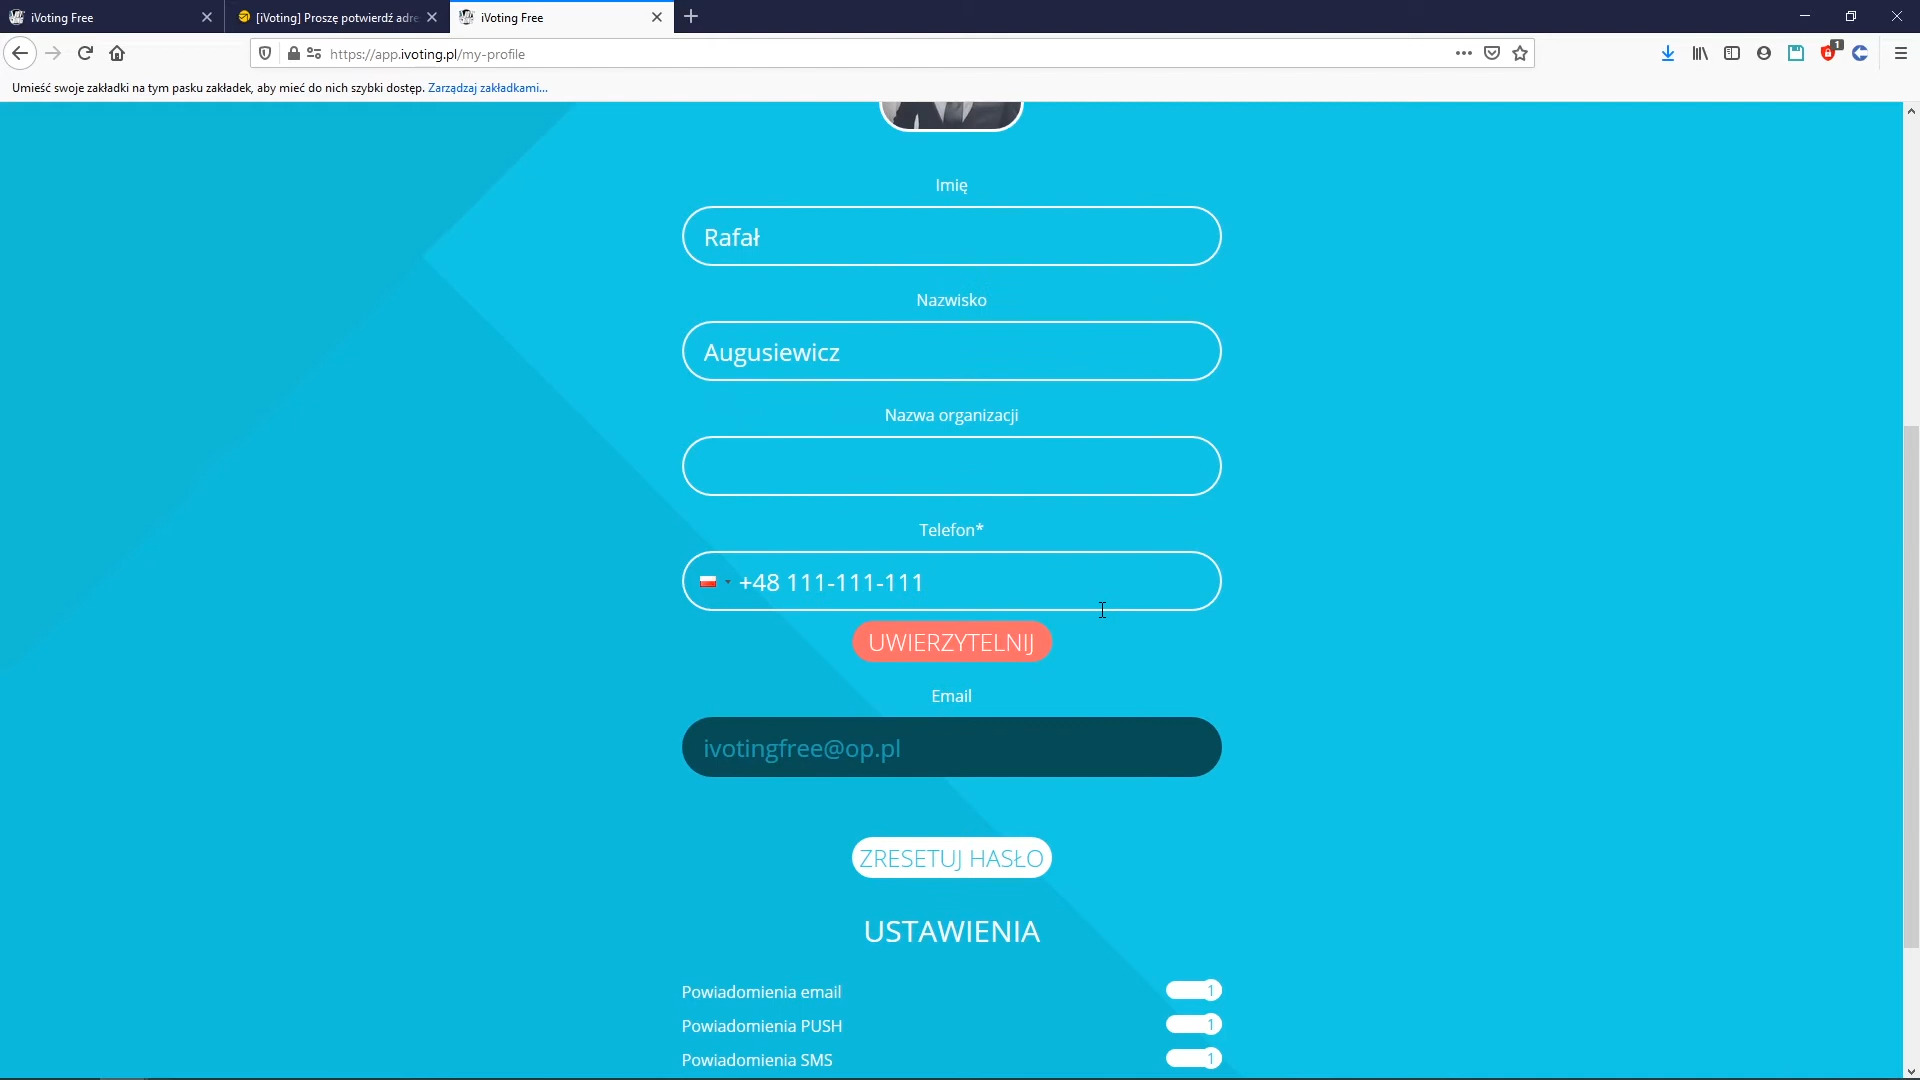 iVoting Free
[iVoting] Proszę potwierdź adre
iVoting Free
https://app.ivoting.pl/my-profile
1
Umieść swoje zakładki na tym pasku zakładek, aby mieć do nich szybki dostęp. Zarządzaj zakładkami...
Imię
Rafał
Nazwisko
Augusiewicz
Nazwa organizacji
Telefon*
+48 111-111-111
UWIERZYTELNIJ
Email
ivotingfree@op.pl
ZRESETUJ HASŁO
USTAWIENIA
Powiadomienia email 1
Powiadomienia PUSH 1
Powiadomienia SMS 1